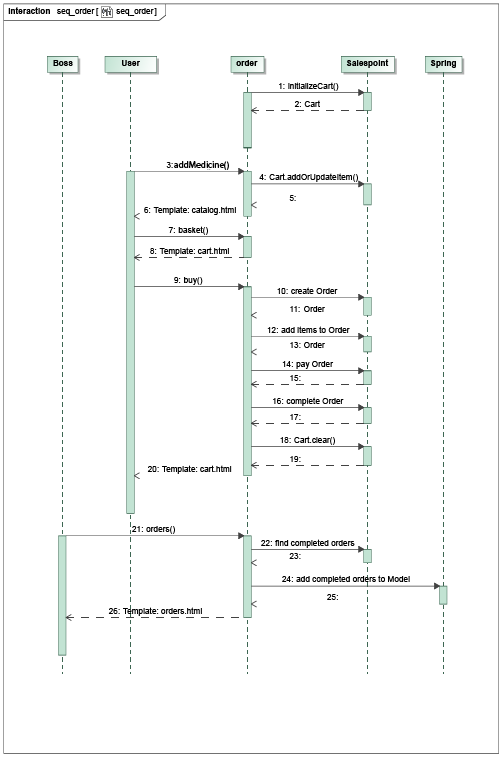 Interaction seq_order [ seq_order]
Boss User order Salespoint Spring
1: InitializeCart()
2: Cart
3:addMedicine()
4: Cart.addOrUpdateItem()
5:
6: Template: catalog.html
7: basket()
8: Template: cart.html
9: buy()
10: create Order
11: Order
12: add Items to Order
13: Order
14: pay Order
15:
16: complete Order
17:
18: Cart.clear()
19:
20: Template: cart.html
21: orders()
22: find completed orders
23:
24: add completed orders to Model
25:
26: Template: orders.html